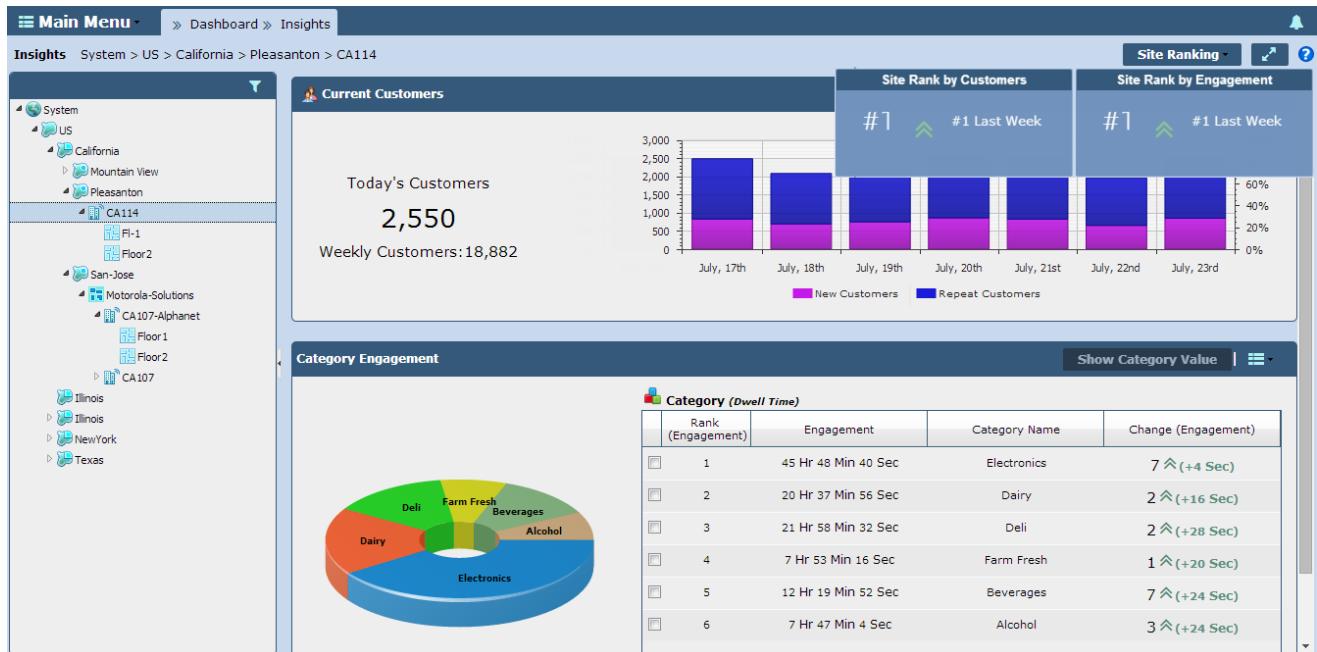 Main Menu
» Dashboard » Insights
Insights System > US > California > Pleasanton > CA114
Site Ranking
System
US
California
Mountain View
Pleasanton
CA114
Fl-1
Floor2
San-Jose
Motorola-Solutions
CA107-Alphanet
Floor1
Floor2
CA107
Illinois
Illinois
NewYork
Texas
Current Customers
Today's Customers
2,550
Weekly Customers:18,882
3,000
2,500
2,000
1,500
1,000
500
0
60%
40%
20%
0%
July, 17th July, 18th July, 19th July, 20th July, 21st July, 22nd July, 23rd
New Customers Repeat Customers
Site Rank by Customers
#1 #1 Last Week
Site Rank by Engagement
#1 #1 Last Week
Category Engagement
Show Category Value
Deli
Farm Fresh
Beverages
Alcohol
Dairy
Electronics
Category (Dwell Time)
Rank (Engagement) Engagement Category Name Change (Engagement)
1 45 Hr 48 Min 40 Sec Electronics 7 (+4 Sec)
2 20 Hr 37 Min 56 Sec Dairy 2 (+16 Sec)
3 21 Hr 58 Min 32 Sec Deli 2 (+28 Sec)
4 7 Hr 53 Min 16 Sec Farm Fresh 1 (+20 Sec)
5 12 Hr 19 Min 52 Sec Beverages 7 (+24 Sec)
6 7 Hr 47 Min 4 Sec Alcohol 3 (+24 Sec)